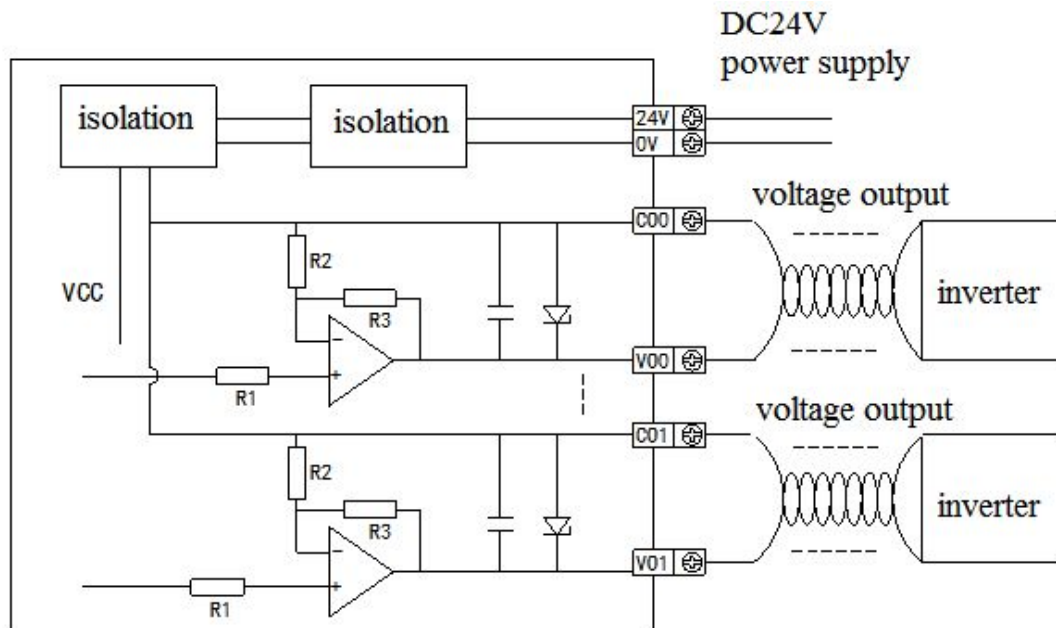 DC24V
power supply
isolation
isolation
24V
0V
voltage output
C00
R2
VCC
R3
inverter
V00
R1
voltage output
C01
R2
R3
inverter
V01
R1